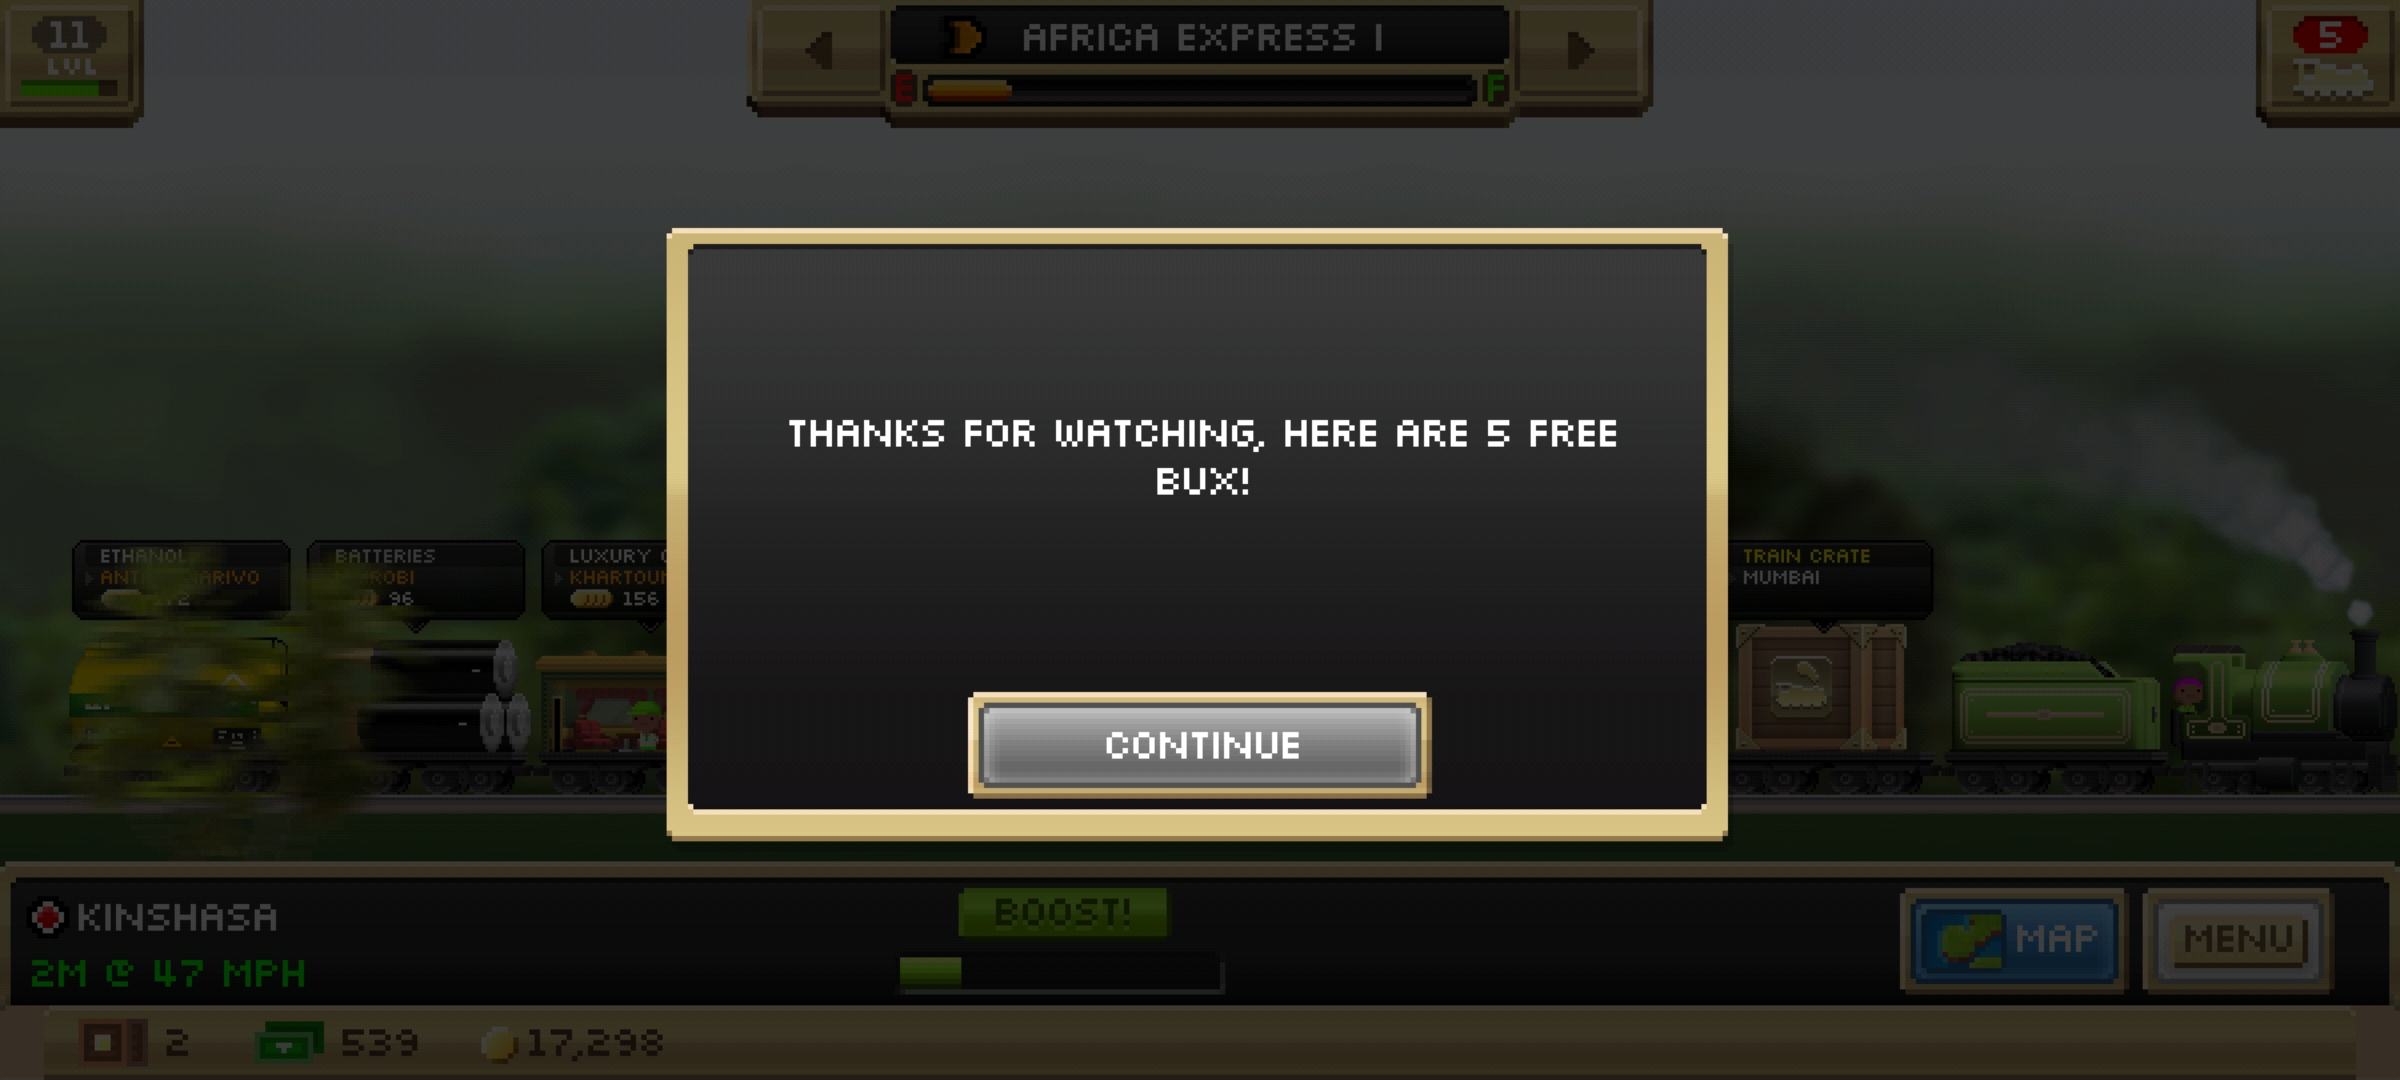 11
LVL
AFRICA EXPRESS I
E
F
5
THANKS FOR WATCHING, HERE ARE 5 FREE
BUX!
CONTINUE
ETHANOL
BATTERIES
96
LUXURY
KHARTOUM
156
TRAIN CRATE
MUMBAI
KINSHASA
2M @ 47 MPH
BOOST!
MAP
MENU
2
539
17,298